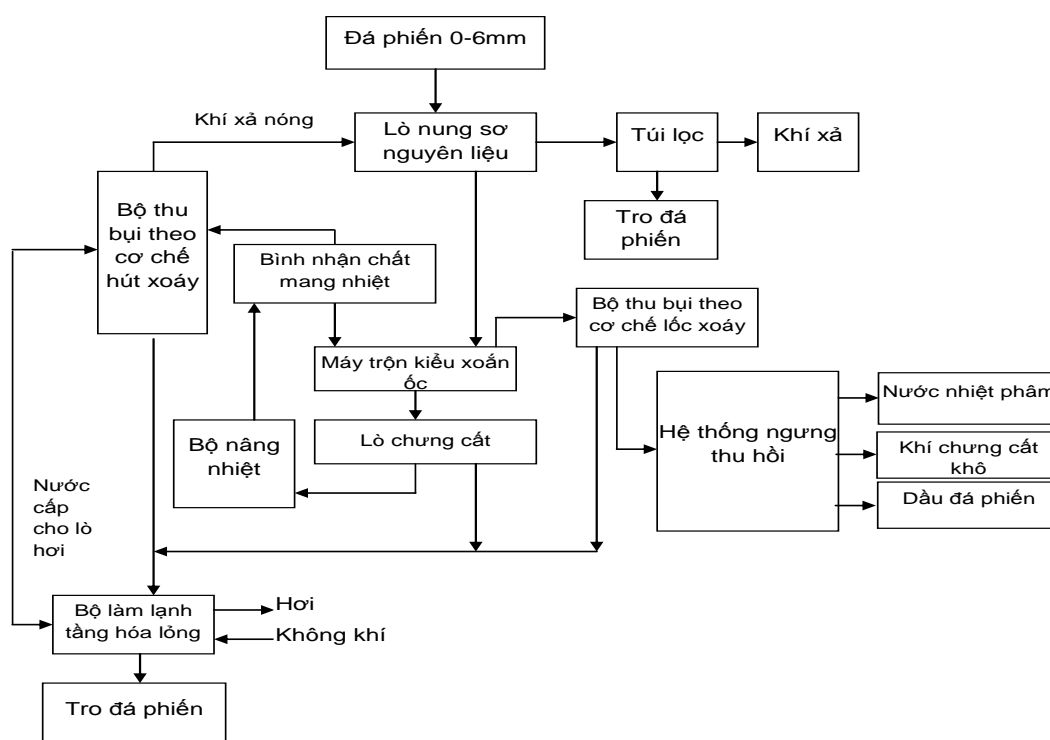 Đá phiến 0-6mm
Khí xả nóng
Lò nung sơ
nguyên liệu
Túi lọc
Khí xả
Tro đá
phiến
Bộ thu
bụi theo
cơ chế
hút xoáy
Bình nhận chất
mang nhiệt
Bộ thu bụi theo
cơ chế lốc xoáy
Máy trộn kiểu xoắn
ốc
Lò chưng cất
Bộ nâng
nhiệt
Hệ thống ngưng
thu hồi
Nước nhiệt phâm
Khí chưng cất
khô
Dầu đá phiến
Nước
cấp
cho lò
hơi
Bộ làm lạnh
tầng hóa lỏng
Hơi
Không khí
Tro đá phiến